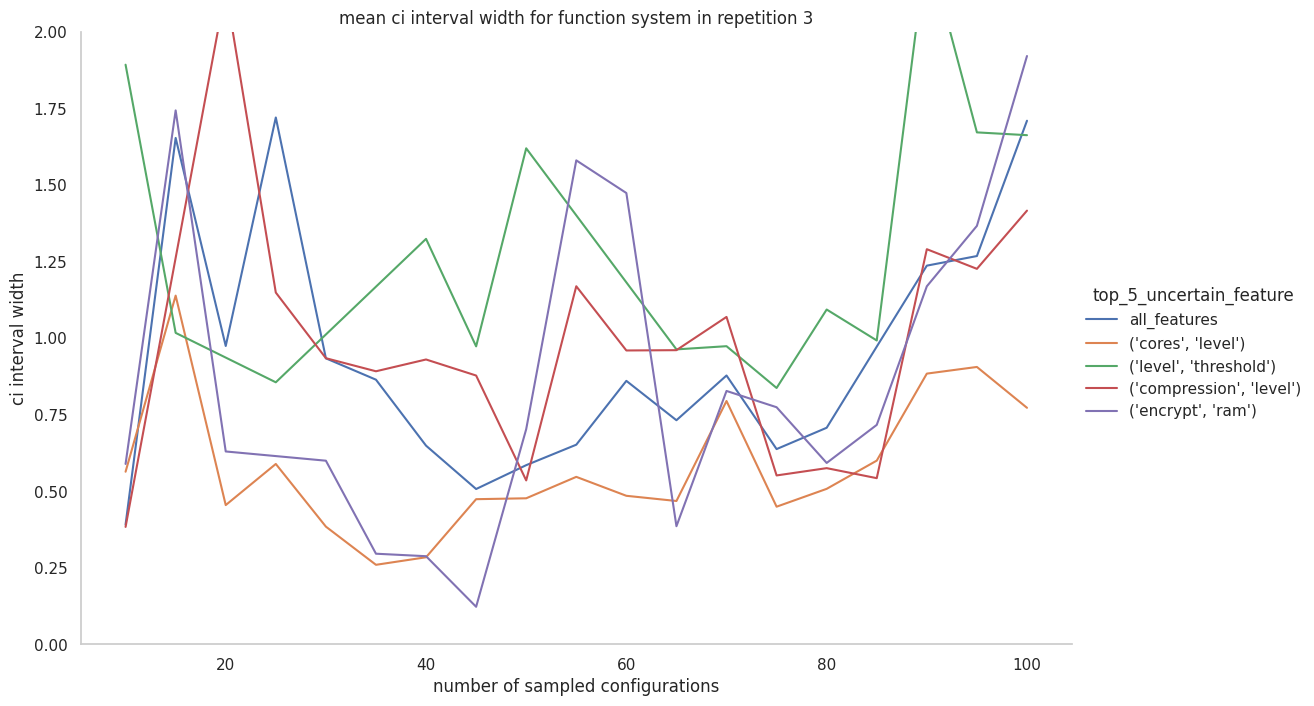 mean ci interval width for function system in repetition 3
2.00
1.75
1.50
1.25
1.00
0.75
0.50
0.25
0.00
ci interval width
20
40
60
80
100
number of sampled configurations
top_5_uncertain_feature
all_features
('cores', 'level')
('level', 'threshold')
('compression', 'level')
('encrypt', 'ram')